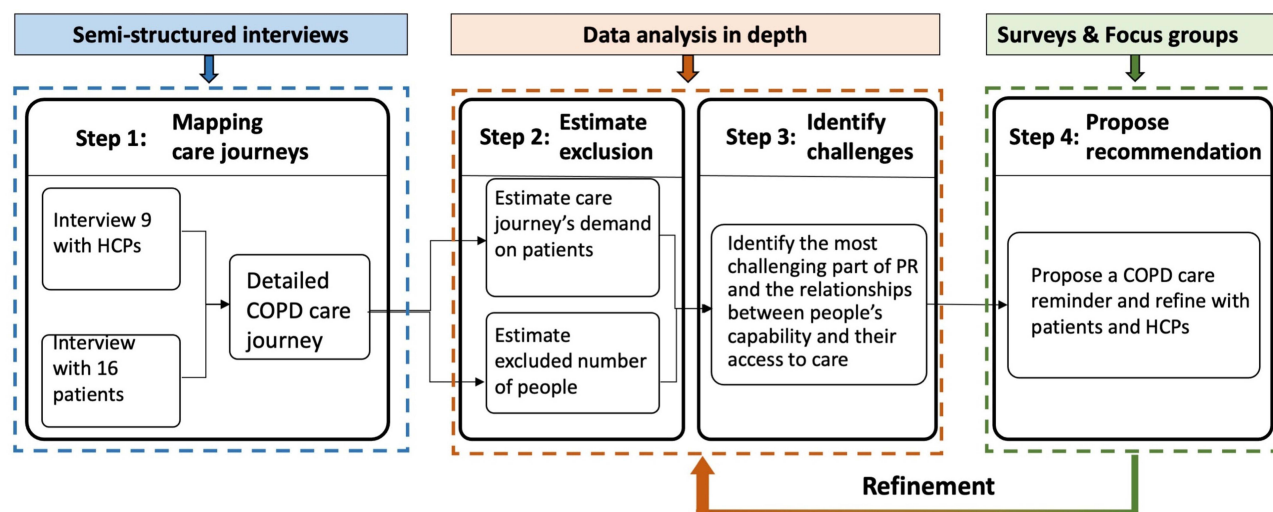 Semi-structured interviews
Data analysis in depth
Surveys & Focus groups
Step 1:
Mapping
care journeys
Interview 9
with HCPs
Interview
with 16
patients
Detailed
COPD care
journey
Step 2:
Estimate
exclusion
Estimate care
journey’s demand
on patients
Estimate
excluded number
of people
Step 3:
Identify
challenges
Identify the most
challenging part of PR
and the relationships
between people’s
capability and their
access to care
Step 4:
Propose
recommendation
Propose a COPD care
reminder and refine with
patients and HCPs
Refinement